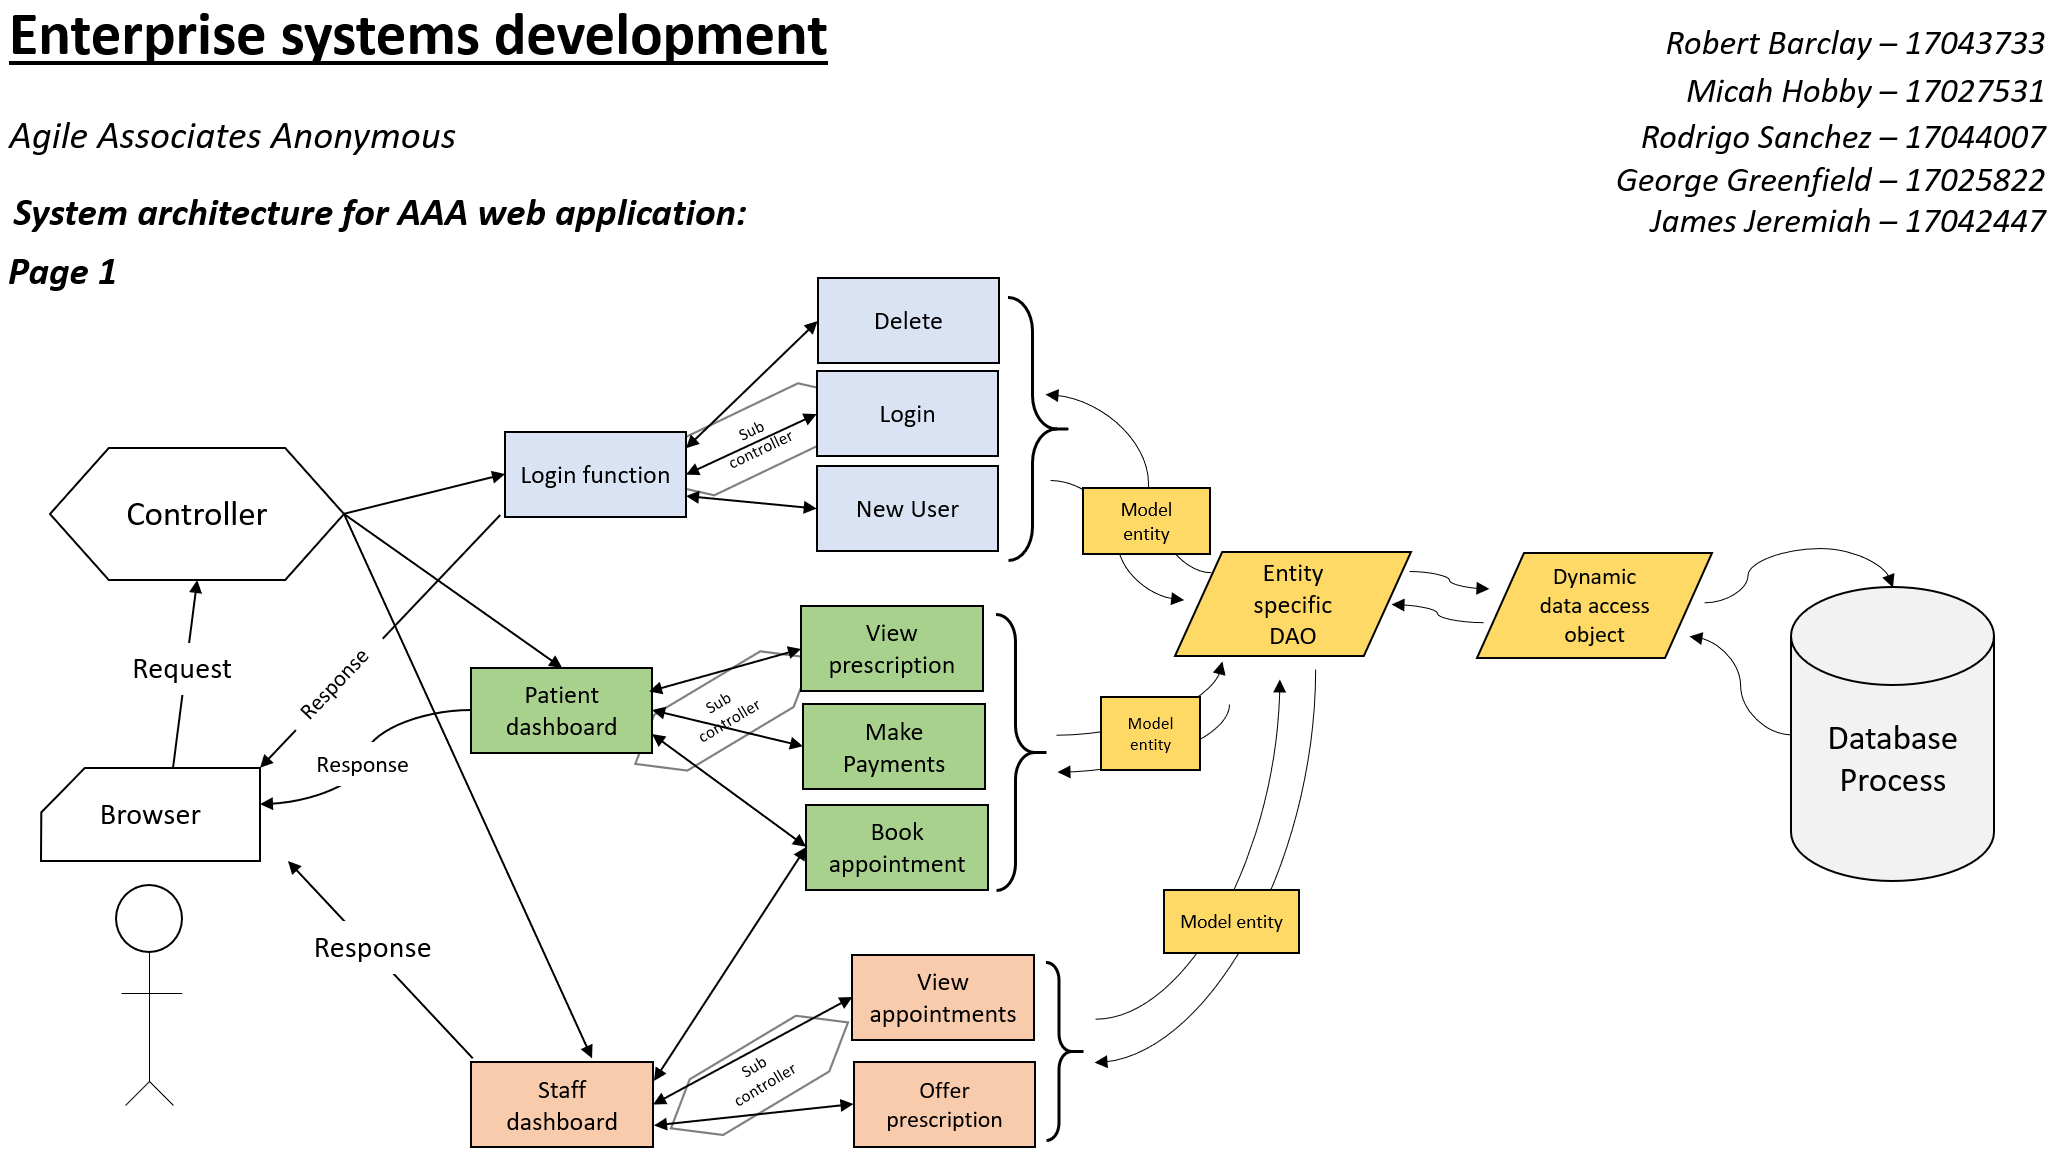 Enterprise systems development
Robert Barclay – 17043733
Micah Hobby – 17027531
Agile Associates Anonymous
Rodrigo Sanchez – 17044007
George Greenfield – 17025822
System architecture for AAA web application:
James Jeremiah – 17042447
Page 1
Delete
Login
Sub
controller
Login function
New User
Controller
Model
entity
Entity
specific
DAO
Dynamic
data access
object
View
prescription
Request
Response
Patient
dashboard
Sub
controller
Make
Payments
Model
entity
Database
Process
Response
Browser
Book
appointment
Model entity
Response
View
appointments
Sub
controller
Staff
dashboard
Offer
prescription